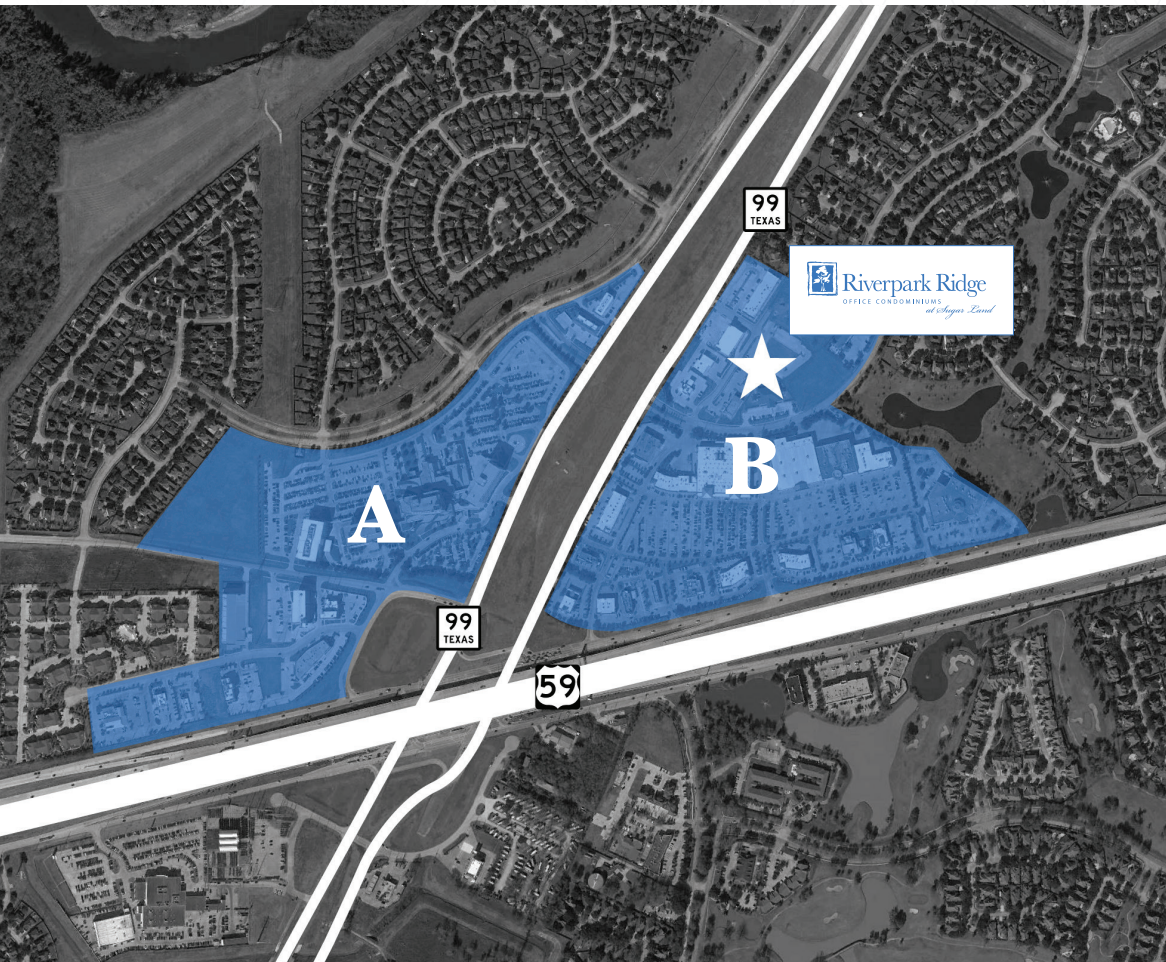 99
TEXAS
Riverpark Ridge
OFFICE CONDOMINIUMS
at Sugar Land
B
A
99
TEXAS
59